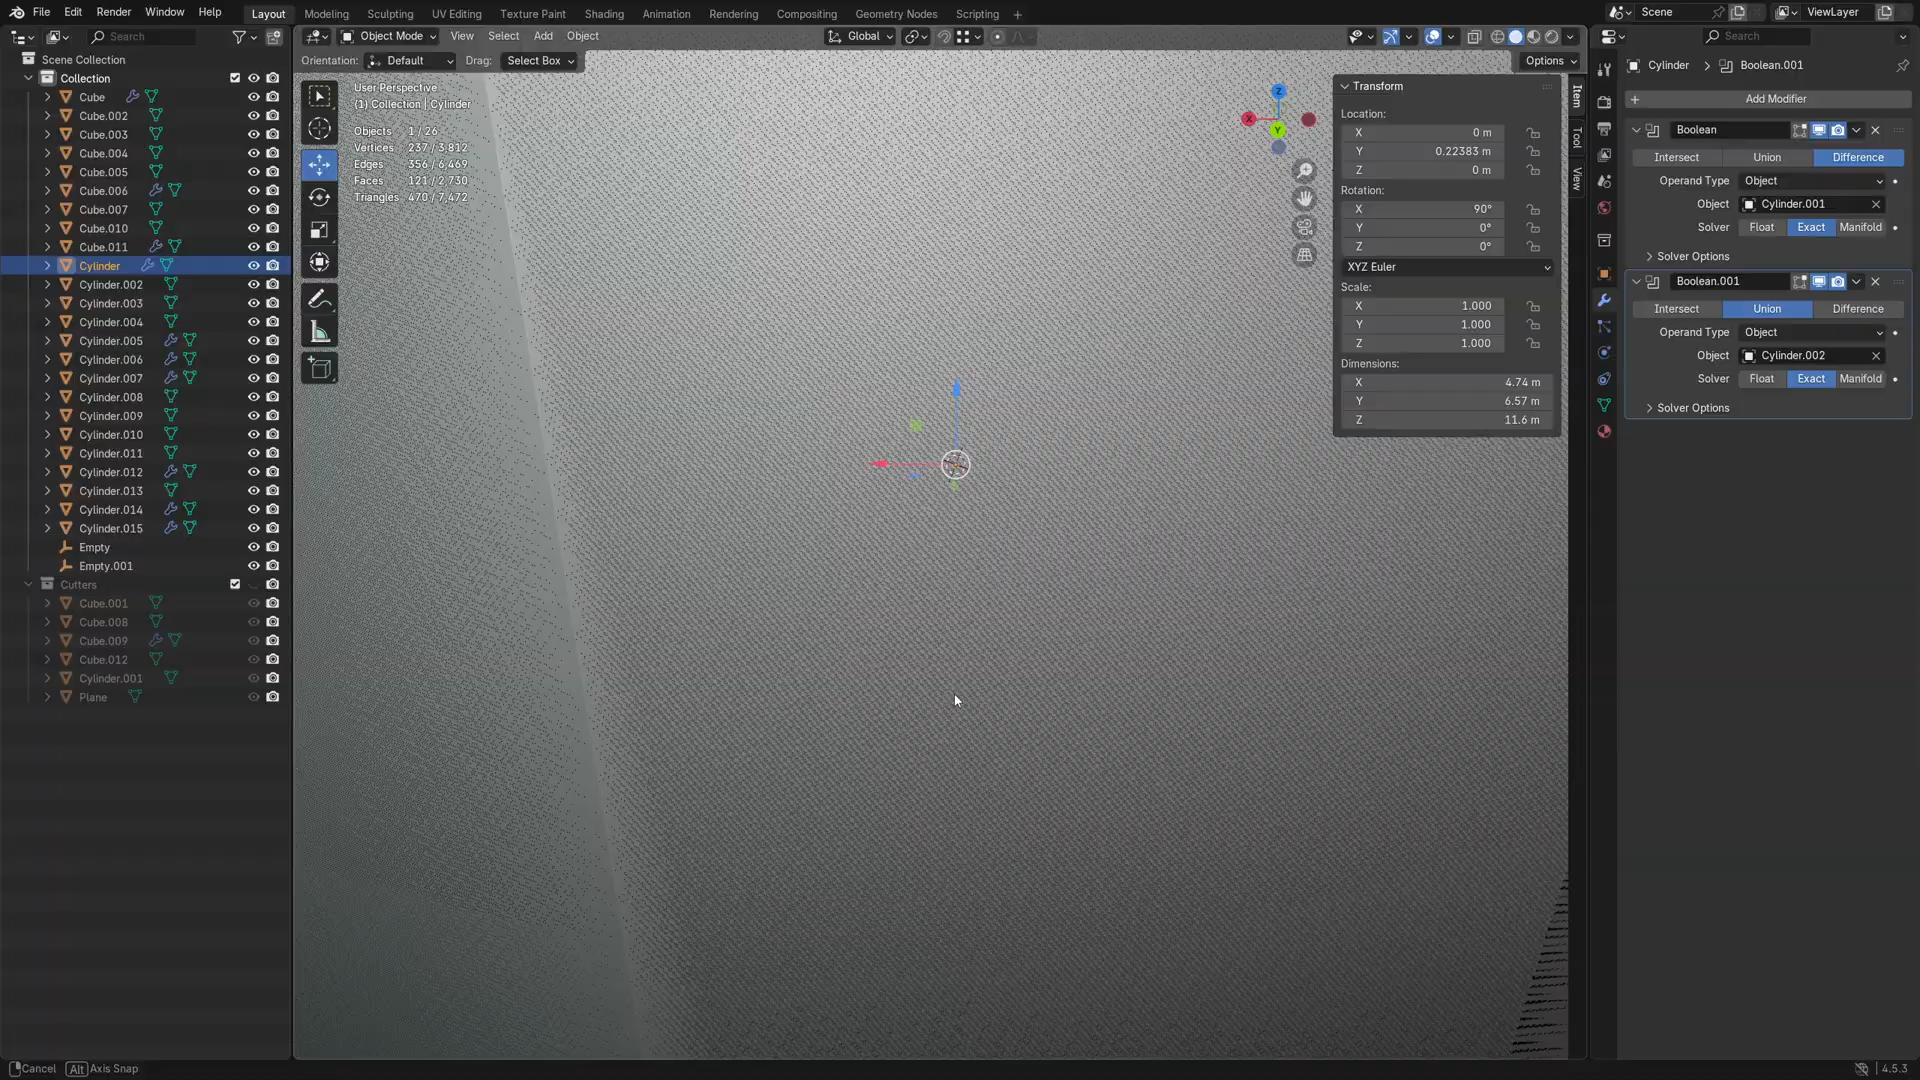 File Edit Render Window Help
Layout Modeling Sculpting UV Editing Texture Paint Shading Animation Rendering Compositing Geometry Nodes Scripting +
Scene
ViewLayer
Search
Object Mode View Select Add Object
Global
Search
Orientation: Default Drag: Select Box
Options
Scene Collection
Collection
Cube
Cube.002
Cube.003
Cube.004
Cube.005
Cube.006
Cube.007
Cube.010
Cube.011
Cylinder
Cylinder.002
Cylinder.003
Cylinder.004
Cylinder.005
Cylinder.006
Cylinder.007
Cylinder.008
Cylinder.009
Cylinder.010
Cylinder.011
Cylinder.012
Cylinder.013
Cylinder.014
Cylinder.015
Empty
Empty.001
Cutters
Cube.001
Cube.008
Cube.009
Cube.012
Cylinder.001
Plane
User Perspective
(1) Collection | Cylinder
Objects 1 / 26
Vertices 237 / 3,812
Edges 356 / 6,469
Faces 121 / 2,730
Triangles 470 / 7,472
Z
X
Y
Transform
Location:
X 0 m
Y 0.22383 m
Z 0 m
Rotation:
X 90°
Y 0°
Z 0°
XYZ Euler
Scale:
X 1.000
Y 1.000
Z 1.000
Dimensions:
X 4.74 m
Y 6.57 m
Z 11.6 m
Item
Tool
View
Cylinder > Boolean.001
+ Add Modifier
Boolean
Intersect Union Difference
Operand Type Object
Object Cylinder.001
Solver Float Exact Manifold
Solver Options
Boolean.001
Intersect Union Difference
Operand Type Object
Object Cylinder.002
Solver Float Exact Manifold
Solver Options
Cancel Alt Axis Snap
4.5.3